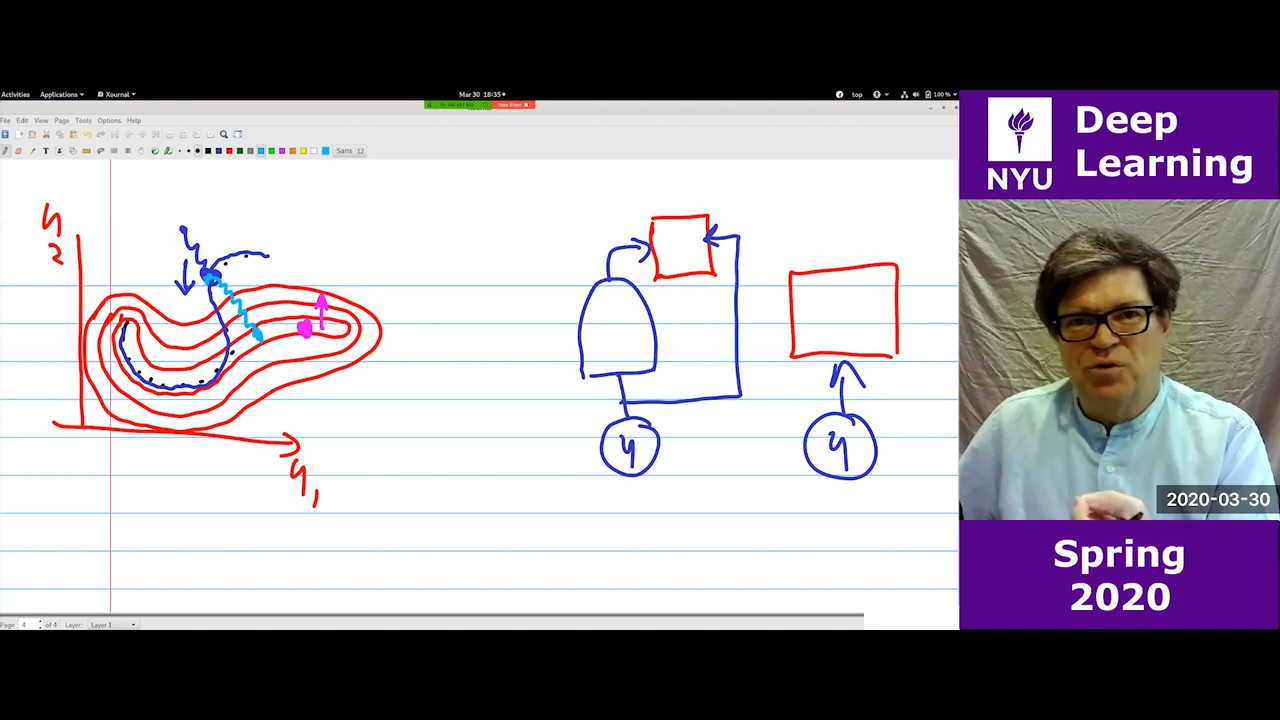 Activities Applications Xournal Mar 30 18:35 top 100 %
File Edit View Page Tools Options Help
Sans 12
y
2
y
1
y
y
Page 4 of 4 Layer: Layer 1
NYU
Deep
Learning
2020-03-30
Spring
2020